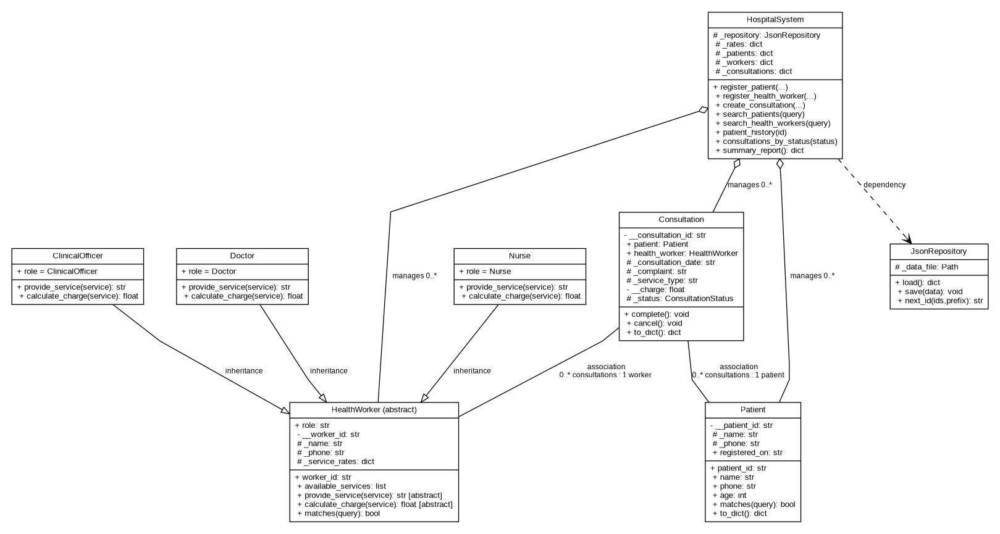 HospitalSystem
# _repository: JsonRepository
# _rates: dict
# _patients: dict
# _workers: dict
# _consultations: dict
+ register_patient(...)
+ register_health_worker(...)
+ create_consultation(...)
+ search_patients(query)
+ search_health_workers(query)
+ patient_history(id)
+ consultations_by_status(status)
+ summary_report(): dict
manages 0..*
dependency
Consultation
- __consultation_id: str
+ patient: Patient
+ health_worker: HealthWorker
# _consultation_date: str
# _complaint: str
# _service_type: str
- __charge: float
# _status: ConsultationStatus
+ complete(): void
+ cancel(): void
+ to_dict(): dict
JsonRepository
# _data_file: Path
+ load(): dict
+ save(data): void
+ next_id(ids,prefix): str
ClinicalOfficer
+ role = ClinicalOfficer
+ provide_service(service): str
+ calculate_charge(service): float
Doctor
+ role = Doctor
+ provide_service(service): str
+ calculate_charge(service): float
manages 0..*
Nurse
+ role = Nurse
+ provide_service(service): str
+ calculate_charge(service): float
manages 0..*
inheritance
inheritance
inheritance
association
0..* consultations : 1 worker
association
0..* consultations : 1 patient
HealthWorker (abstract)
+ role: str
- __worker_id: str
# _name: str
# _phone: str
# _service_rates: dict
+ worker_id: str
+ available_services: list
+ provide_service(service): str [abstract]
+ calculate_charge(service): float [abstract]
+ matches(query): bool
Patient
- __patient_id: str
# _name: str
# _phone: str
+ registered_on: str
+ patient_id: str
+ name: str
+ phone: str
+ age: int
+ matches(query): bool
+ to_dict(): dict